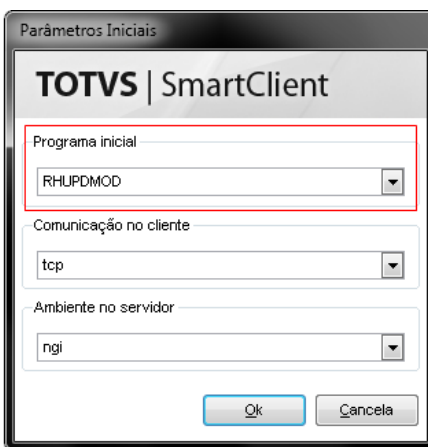 Parâmetros Iniciais
TOTVS | SmartClient
Programa inicial
RHUPDMOD
Comunicação no cliente
tcp
Ambiente no servidor
ngi
Ok
Cancela